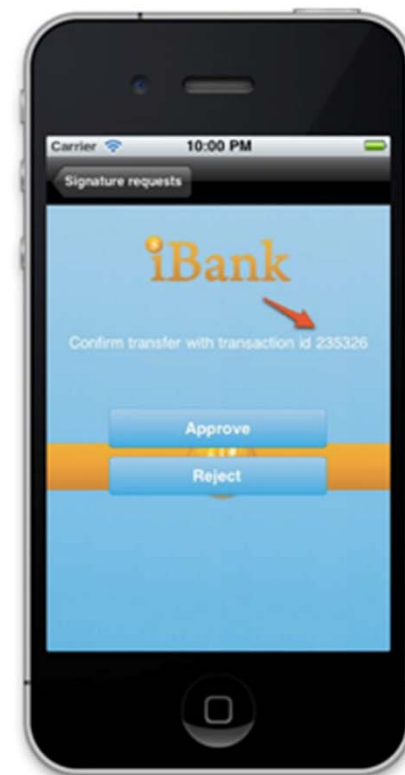 Carrier 10:00 PM
Signature requests
iBank
Confirm transfer with transaction id 235326
Approve
Reject